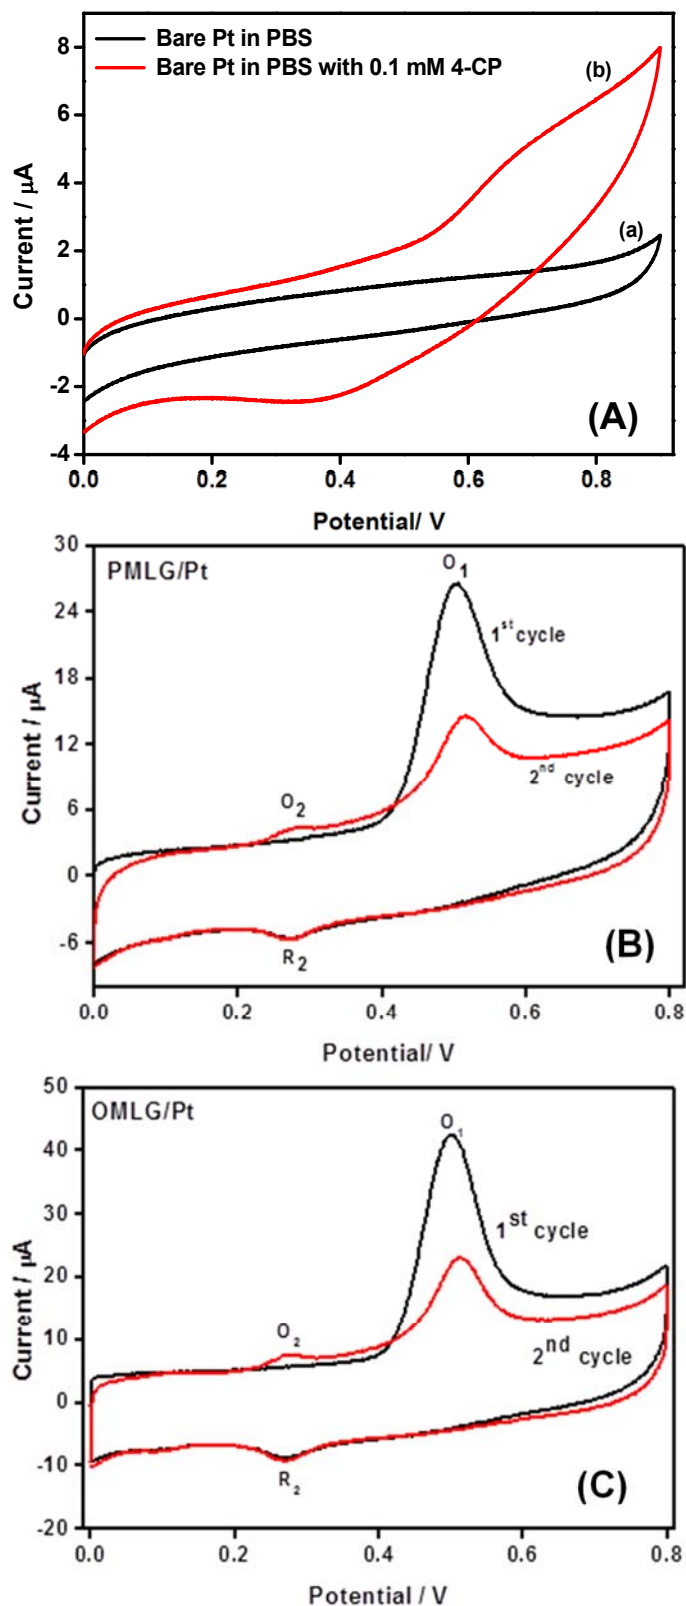 Bare Pt in PBS
Bare Pt in PBS with 0.1 mM 4-CP
(b)
(a)
(A)
8
6
4
2
0
-2
-4
Current / μA
0.0 0.2 0.4 0.6 0.8
Potential/ V
PMLG/Pt
O1
1st cycle
2nd cycle
O2
R2
(B)
30
24
18
12
6
0
-6
Current / μA
0.0 0.2 0.4 0.6 0.8
Potential/ V
OMLG/Pt
O1
1st cycle
O2
2nd cycle
R2
(C)
50
40
30
20
10
0
-10
-20
Current / μA
0.0 0.2 0.4 0.6 0.8
Potential / V